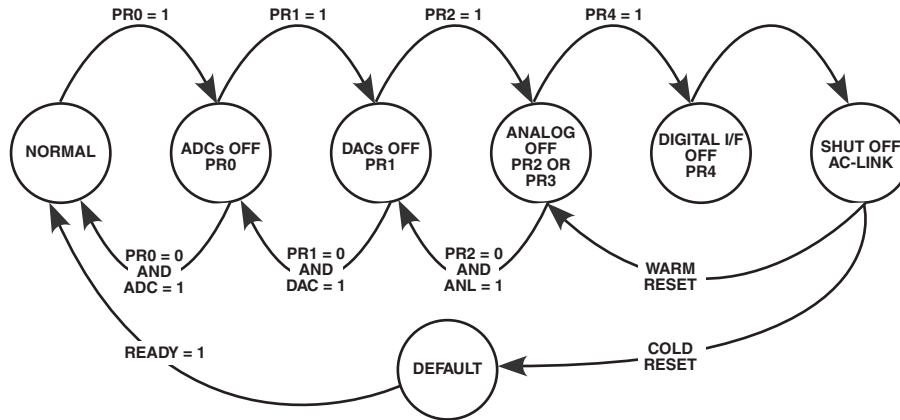 PR0 = 1
PR1 = 1
PR2 = 1
PR4 = 1
NORMAL
ADCs OFF
PR0
DACs OFF
PR1
ANALOG
OFF
PR2 OR
PR3
DIGITAL I/F
OFF
PR4
SHUT OFF
AC-LINK
PR0 = 0
AND
ADC = 1
PR1 = 0
AND
DAC = 1
PR2 = 0
AND
ANL = 1
WARM
RESET
READY = 1
DEFAULT
COLD
RESET